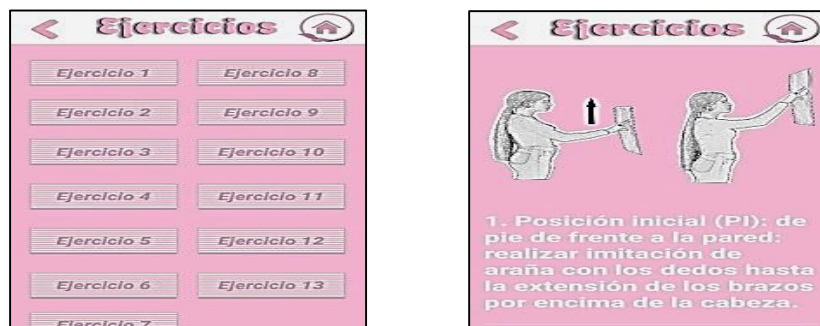 Ejercicios
Ejercicio 1
Ejercicio 8
Ejercicio 2
Ejercicio 9
Ejercicio 3
Ejercicio 10
Ejercicio 4
Ejercicio 11
Ejercicio 5
Ejercicio 12
Ejercicio 6
Ejercicio 13
Ejercicio 7
Ejercicios
1. Posición inicial (PI): de
pie de frente a la pared:
realizar imitación de
araña con los dedos hasta
la extensión de los brazos
por encima de la cabeza.